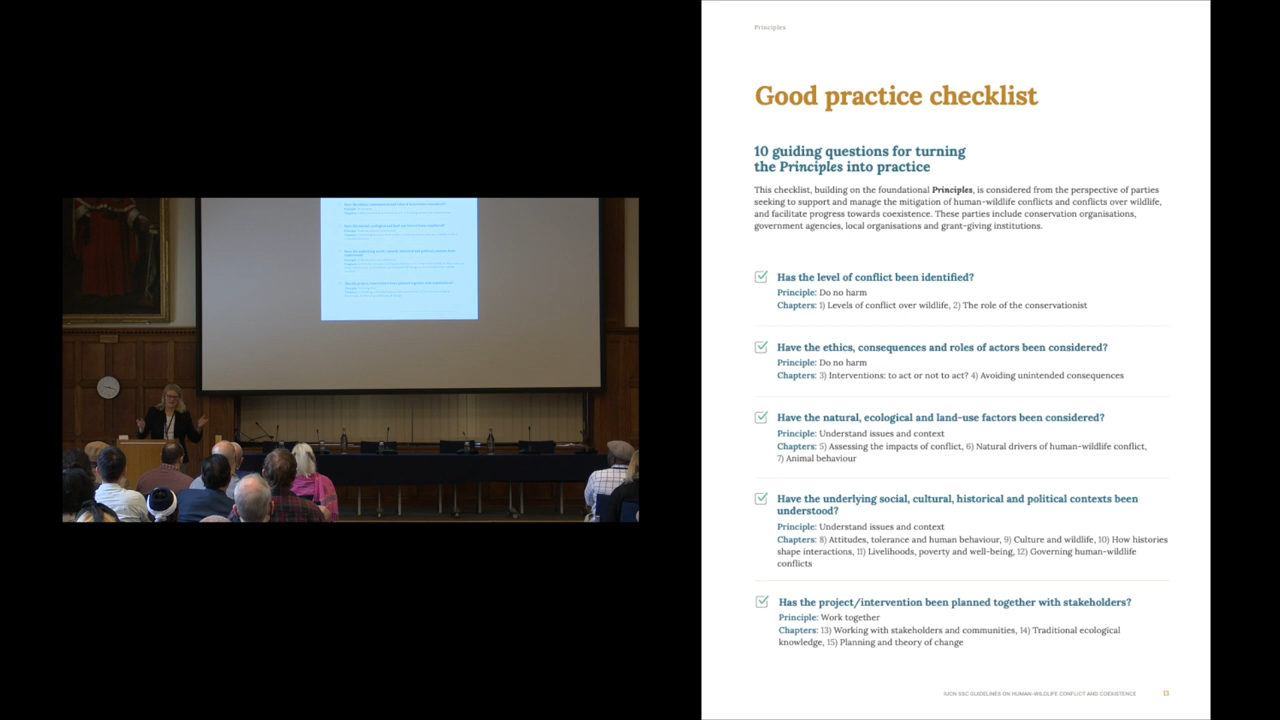 Principles
Good practice checklist
10 guiding questions for turning
the Principles into practice
This checklist, building on the foundational Principles, is considered from the perspective of parties
seeking to support and manage the mitigation of human-wildlife conflicts and conflicts over wildlife,
and facilitate progress towards coexistence. These parties include conservation organisations,
government agencies, local organisations and grant-giving institutions.
Has the level of conflict been identified?
Principle: Do no harm
Chapters: 1) Levels of conflict over wildlife, 2) The role of the conservationist
Have the ethics, consequences and roles of actors been considered?
Principle: Do no harm
Chapters: 3) Interventions: to act or not to act? 4) Avoiding unintended consequences
Have the natural, ecological and land-use factors been considered?
Principle: Understand issues and context
Chapters: 5) Assessing the impacts of conflict, 6) Natural drivers of human-wildlife conflict,
7) Animal behaviour
Have the underlying social, cultural, historical and political contexts been
understood?
Principle: Understand issues and context
Chapters: 8) Attitudes, tolerance and human behaviour, 9) Culture and wildlife, 10) How histories
shape interactions, 11) Livelihoods, poverty and well-being, 12) Governing human-wildlife
conflicts
Has the project/intervention been planned together with stakeholders?
Principle: Work together
Chapters: 13) Working with stakeholders and communities, 14) Traditional ecological
knowledge, 15) Planning and theory of change
IUCN SSC GUIDELINES ON HUMAN-WILDLIFE CONFLICT AND COEXISTENCE 13